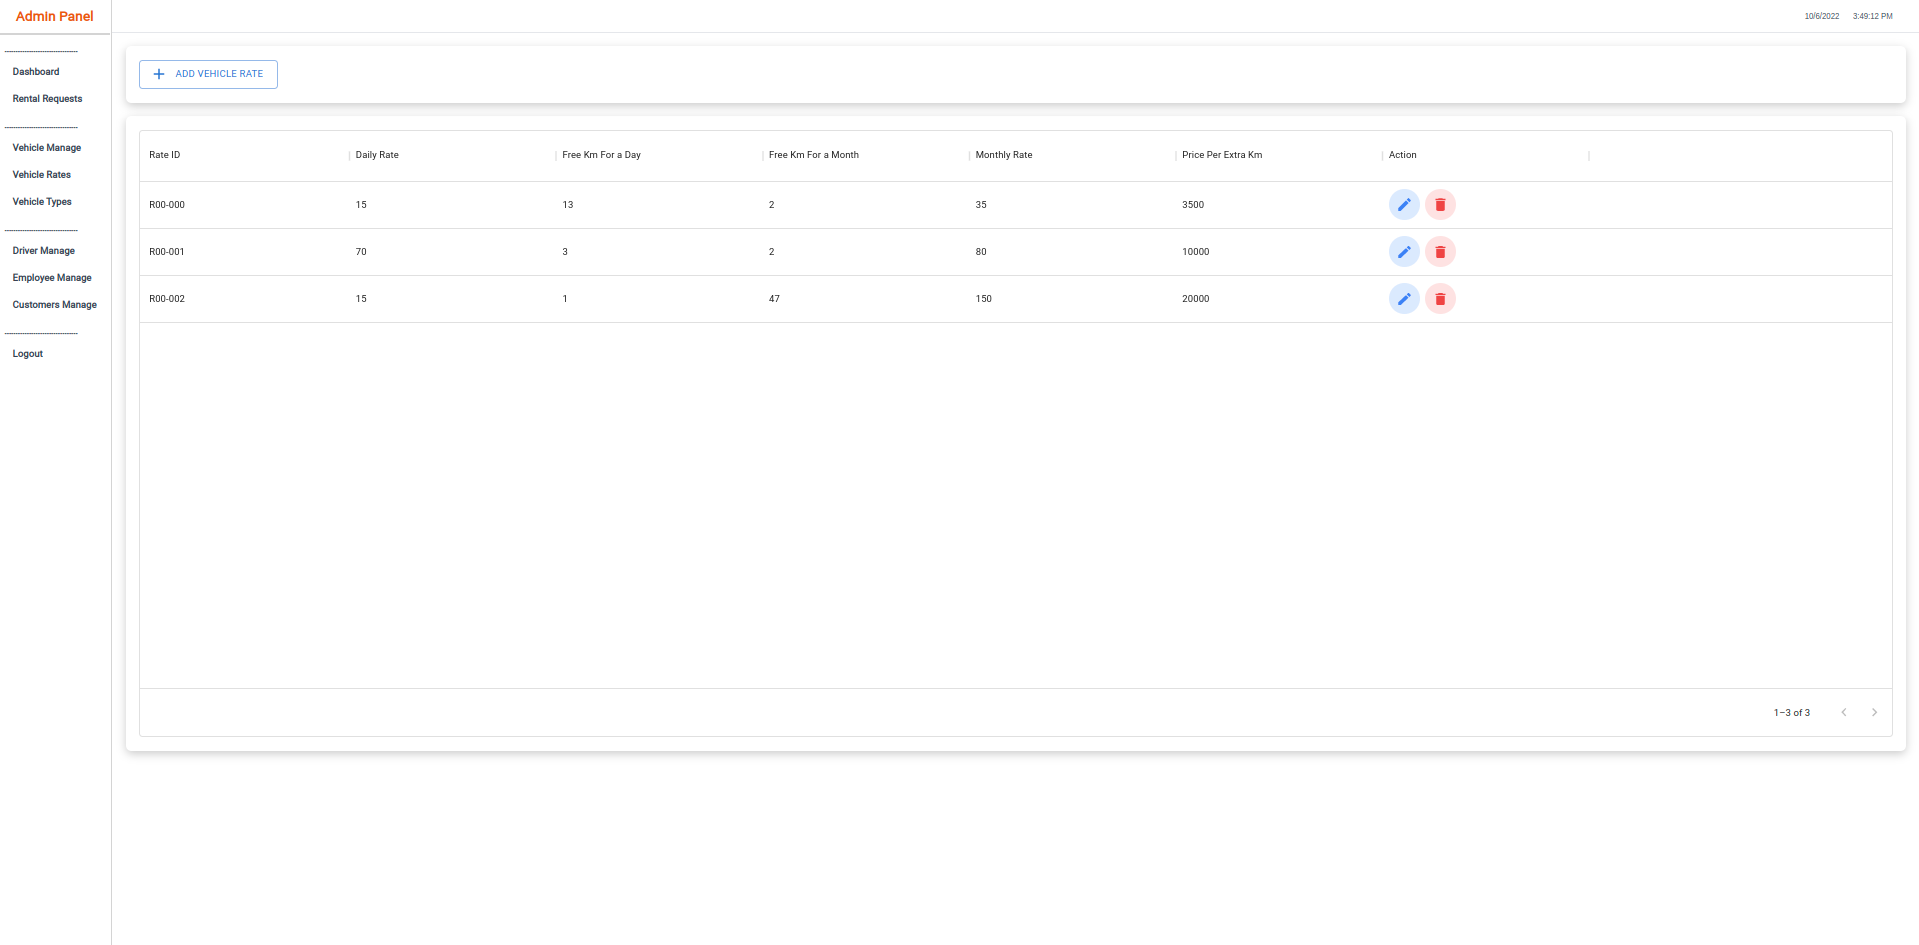 Admin Panel
10/6/2022 3:49:12 PM
--------------------------------
Dashboard
Rental Requests
--------------------------------
Vehicle Manage
Vehicle Rates
Vehicle Types
--------------------------------
Driver Manage
Employee Manage
Customers Manage
--------------------------------
Logout
ADD VEHICLE RATE
Rate ID Daily Rate Free Km For a Day Free Km For a Month Monthly Rate Price Per Extra Km Action
R00-000 15 13 2 35 3500
R00-001 70 3 2 80 10000
R00-002 15 1 47 150 20000
1–3 of 3